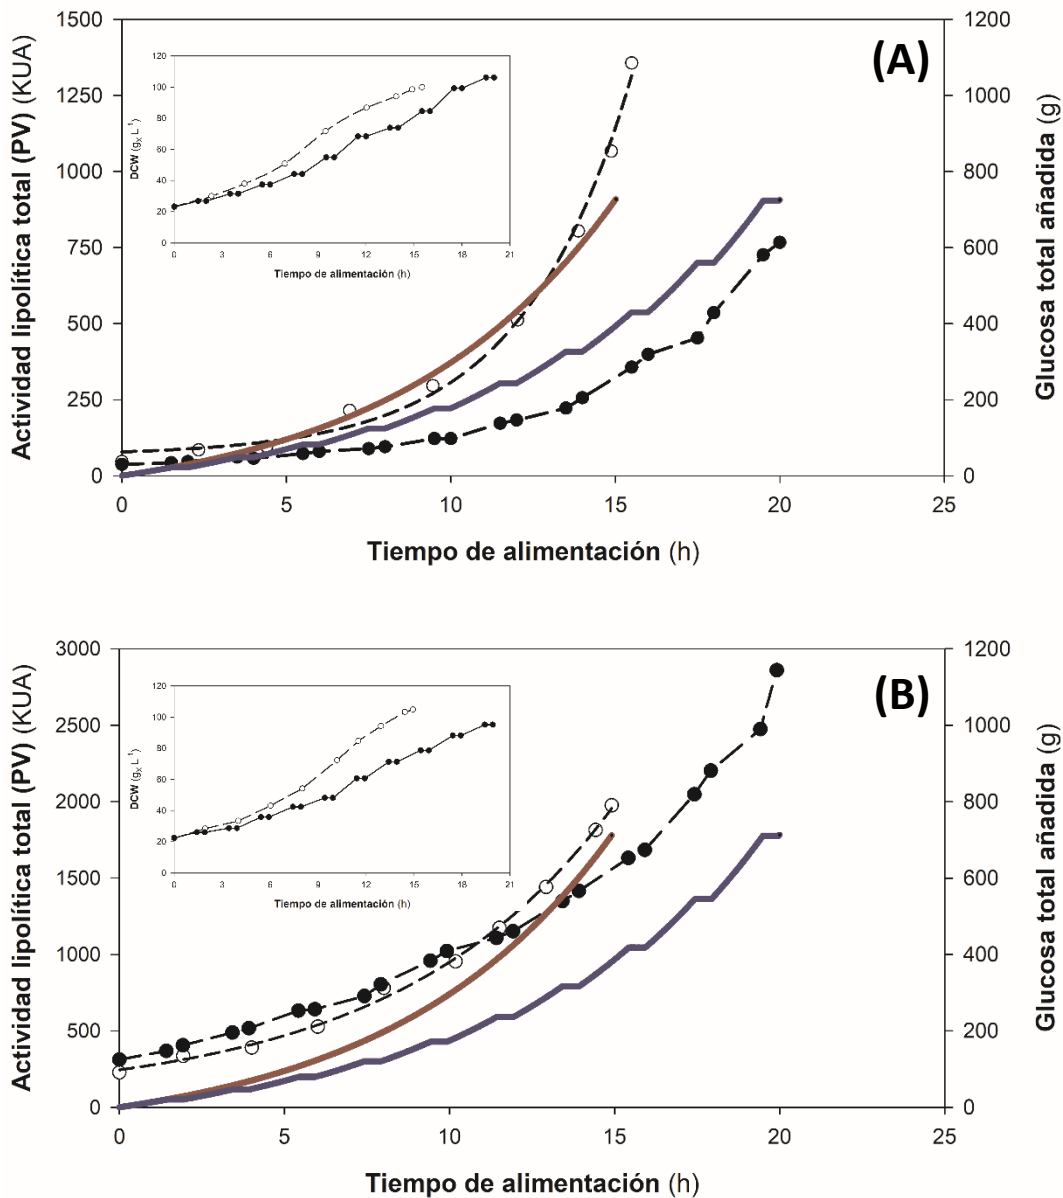 (A)
Actividad lipolítica total (PV) (KUA)
1500
1250
1000
750
500
250
0
1200
1000
800
600
400
200
0
Glucosa total añadida (g)
0 5 10 15 20 25
Tiempo de alimentación (h)
DCW (gX L-1)
120
100
80
60
40
20
0
0 3 6 9 12 15 18 21
Tiempo de alimentación (h)
(B)
Actividad lipolítica total (PV) (KUA)
3000
2500
2000
1500
1000
500
0
1200
1000
800
600
400
200
0
Glucosa total añadida (g)
0 5 10 15 20 25
Tiempo de alimentación (h)
DCW (gX L-1)
120
100
80
60
40
20
0
0 3 6 9 12 15 18 21
Tiempo de alimentación (h)